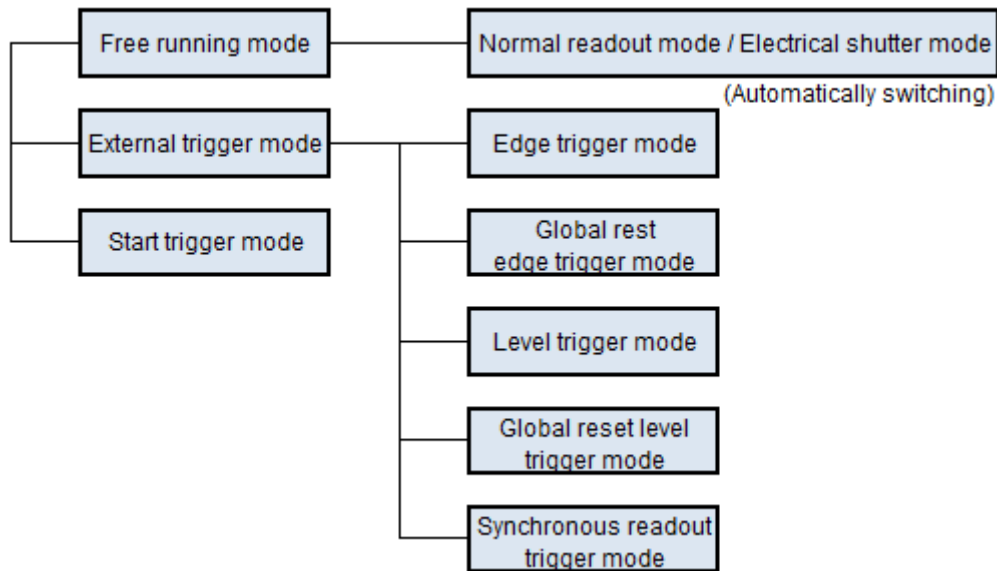 Free running mode
Normal readout mode / Electrical shutter mode
(Automatically switching)
External trigger mode
Edge trigger mode
Start trigger mode
Global rest
edge trigger mode
Level trigger mode
Global reset level
trigger mode
Synchronous readout
trigger mode